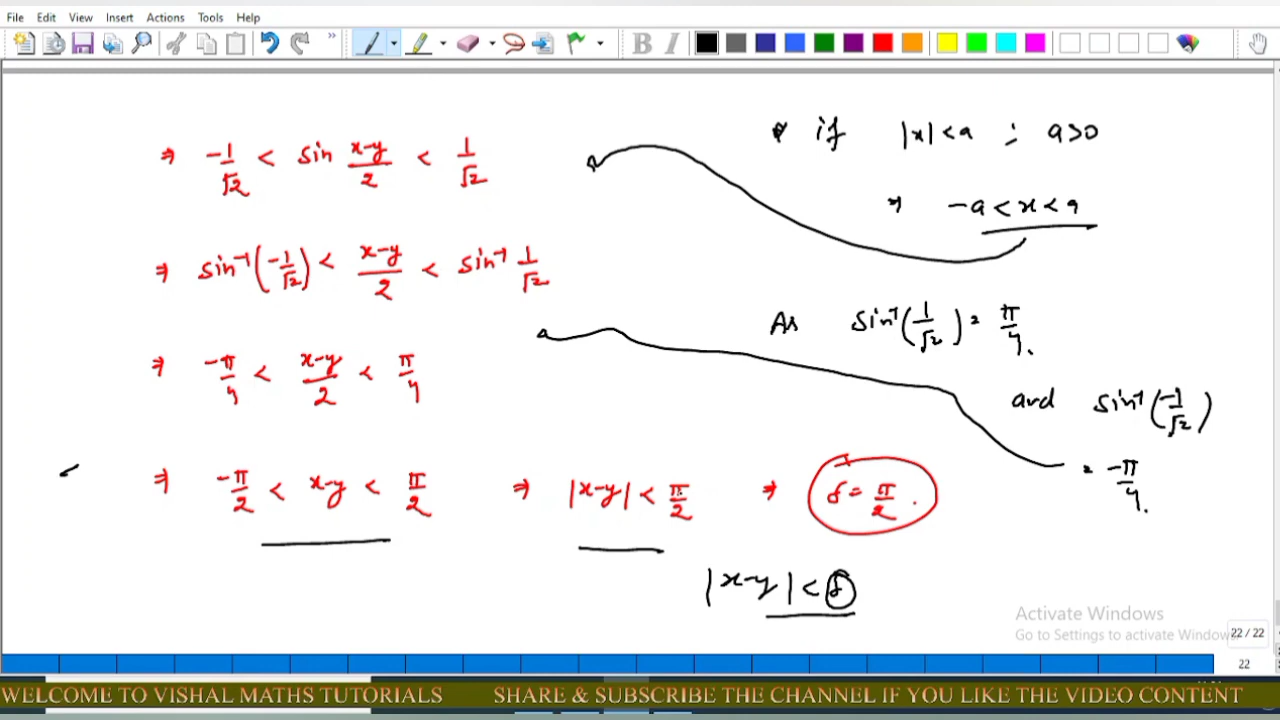 File Edit View Insert Actions Tools Help
B I U
⇒ -1/√2 < sin (x-y)/2 < 1/√2
* if |x| < a ; a>0
⇒ -a < x < a
⇒ sin⁻¹(-1/√2) < (x-y)/2 < sin⁻¹ 1/√2
As sin⁻¹(1/√2) = π/4.
⇒ -π/4 < (x-y)/2 < π/4
and sin⁻¹(-1/√2)
= -π/4.
⇒ -π/2 < x-y < π/2 ⇒ |x-y| < π/2 ⇒ δ = π/2.
|x-y| < δ
Activate Windows
Go to Settings to activate Windows
22 / 22
22
WELCOME TO VISHAL MATHS TUTORIALS SHARE & SUBSCRIBE THE CHANNEL IF YOU LIKE THE VIDEO CONTENT